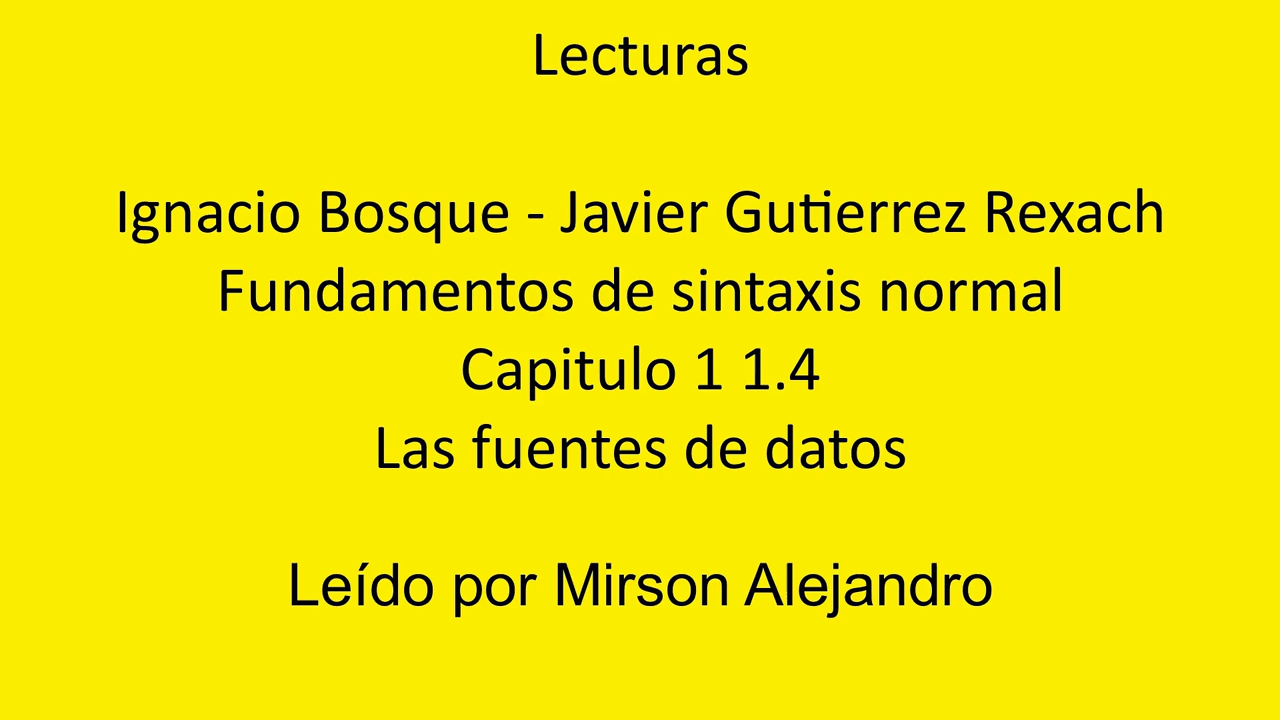 Lecturas
Ignacio Bosque - Javier Gutierrez Rexach
Fundamentos de sintaxis normal
Capitulo 1 1.4
Las fuentes de datos
Leído por Mirson Alejandro